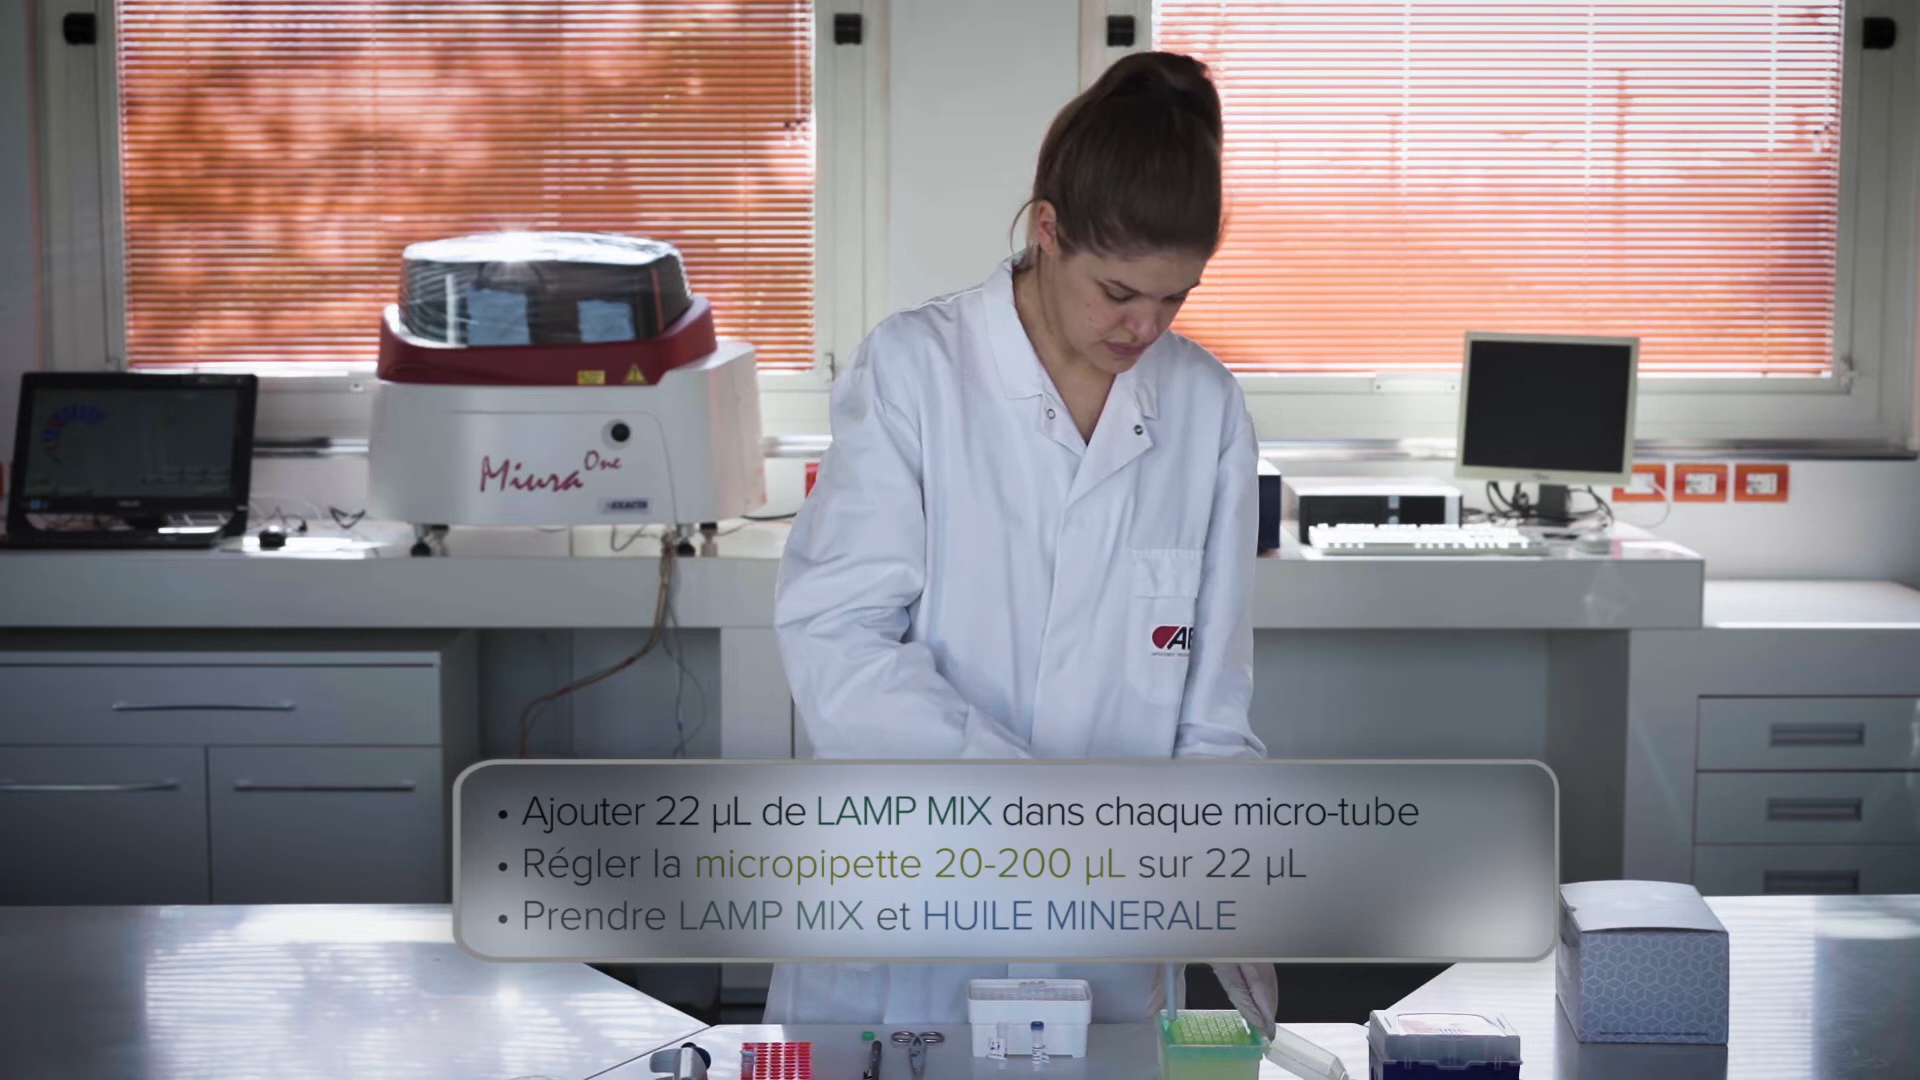 Miura One
• Ajouter 22 µL de LAMP MIX dans chaque micro-tube
• Régler la micropipette 20-200 µL sur 22 µL
• Prendre LAMP MIX et HUILE MINERALE